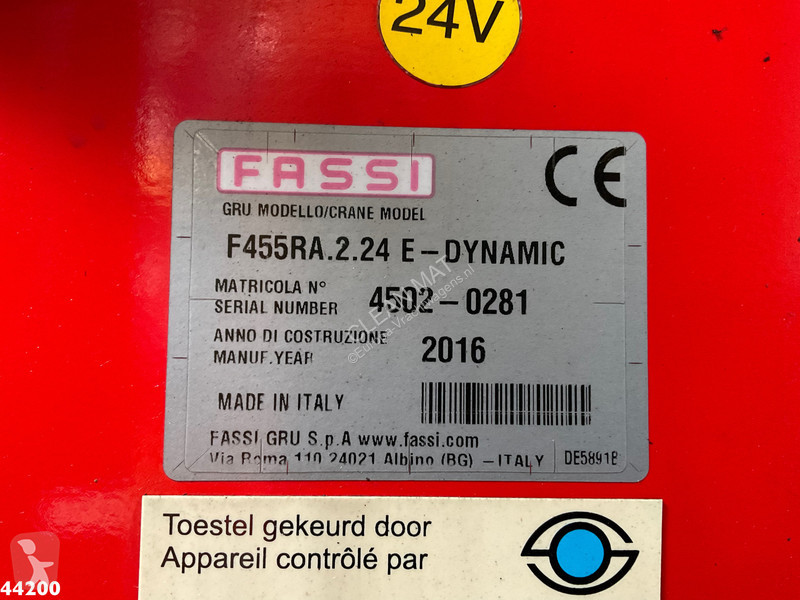 24V
FASSI
CE
GRU MODELLO/CRANE MODEL
F455RA.2.24 E-DYNAMIC
MATRICOLA N°
SERIAL NUMBER 4502-0281
ANNO DI COSTRUZIONE
MANUF.YEAR 2016
MADE IN ITALY
FASSI GRU S.p.A www.fassi.com
Via Roma 110 24021 Albino (BG) -ITALY DE5891B
Toestel gekeurd door
Appareil contrôlé par
44200